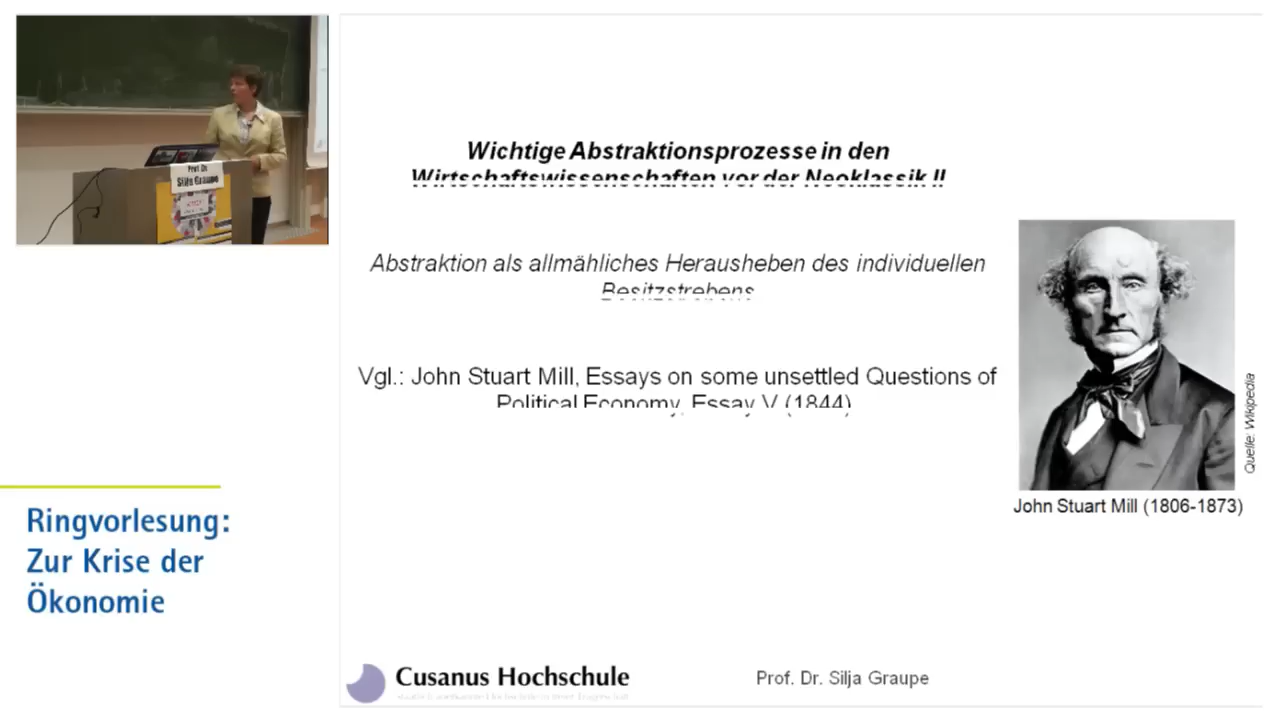 Prof. Dr.
Silja Graupe
Wichtige Abstraktionsprozesse in den
Wirtschaftswissenschaften vor der Neoklassik II
Abstraktion als allmähliches Herausheben des individuellen
Besitzstrebens
Vgl.: John Stuart Mill, Essays on some unsettled Questions of
Political Economy, Essay V (1844)
Quelle: Wikipedia
John Stuart Mill (1806-1873)
Ringvorlesung:
Zur Krise der
Ökonomie
Cusanus Hochschule
Prof. Dr. Silja Graupe